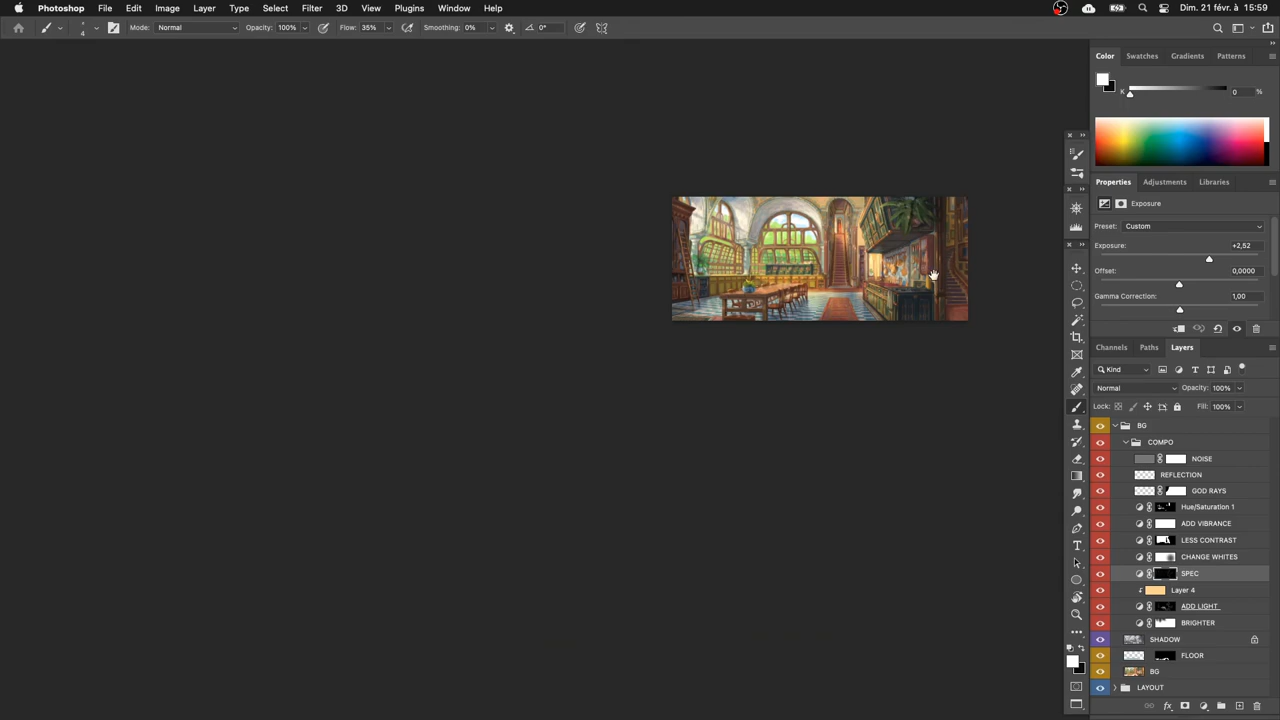 Photoshop File Edit Image Layer Type Select Filter 3D View Plugins Window Help Dim. 21 févr à 15:59
4 Mode: Normal Opacity: 100% Flow: 35% Smoothing: 0% 0°
Color Swatches Gradients Patterns
K 0 %
Properties Adjustments Libraries
Exposure
Preset: Custom
Exposure: +2,52
Offset: 0,0000
Gamma Correction: 1,00
Channels Paths Layers
Kind
Normal Opacity: 100%
Lock: Fill: 100%
BG
COMPO
NOISE
REFLECTION
GOD RAYS
Hue/Saturation 1
ADD VIBRANCE
LESS CONTRAST
CHANGE WHITES
SPEC
Layer 4
ADD LIGHT_
BRIGHTER
SHADOW
FLOOR
BG
LAYOUT